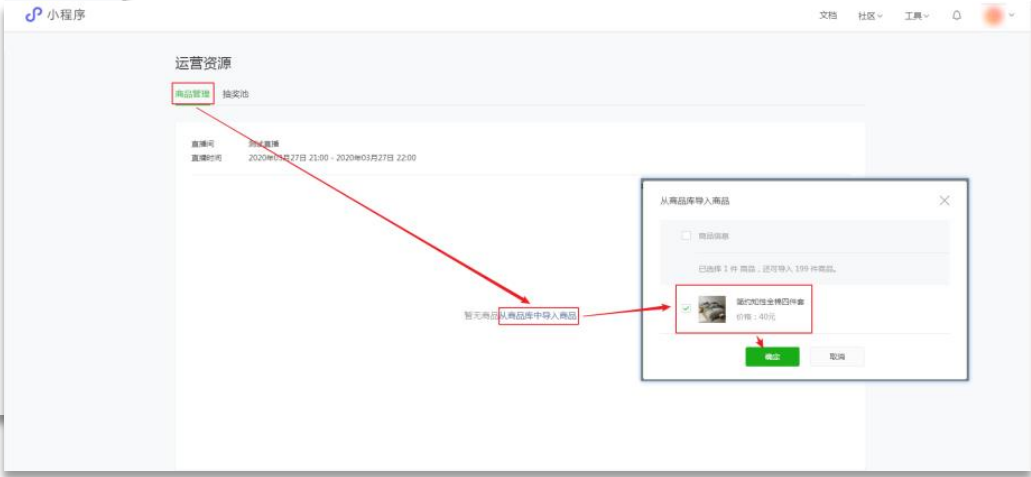 小程序
文档 社区 工具
运营资源
商品管理 抽奖池
直播间 测试直播
直播时间 2020年03月27日 21:00 - 2020年03月27日 22:00
从商品库导入商品
商品信息
已选择 1 件 商品，还可导入 199 件商品。
简约知性全棉四件套
价格：40元
暂无商品从商品库中导入商品
确定 取消